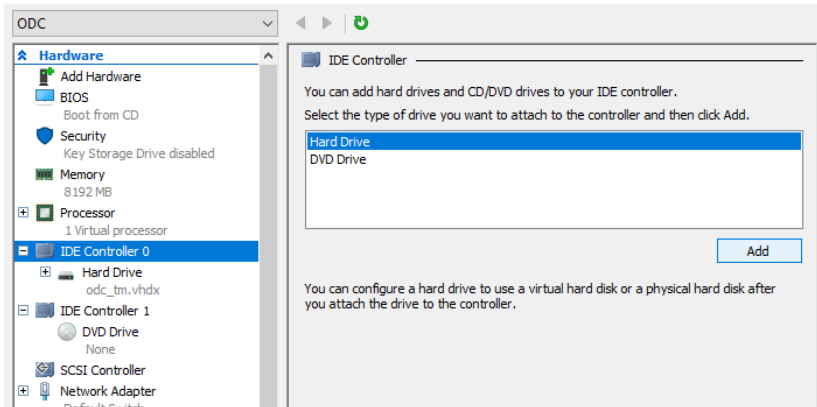 ODC
Hardware
Add Hardware
BIOS
Boot from CD
Security
Key Storage Drive disabled
Memory
8192 MB
Processor
1 Virtual processor
IDE Controller 0
Hard Drive
odc_tm.vhdx
IDE Controller 1
DVD Drive
None
SCSI Controller
Network Adapter
Default Switch
IDE Controller
You can add hard drives and CD/DVD drives to your IDE controller.
Select the type of drive you want to attach to the controller and then click Add.
Hard Drive
DVD Drive
Add
You can configure a hard drive to use a virtual hard disk or a physical hard disk after
you attach the drive to the controller.